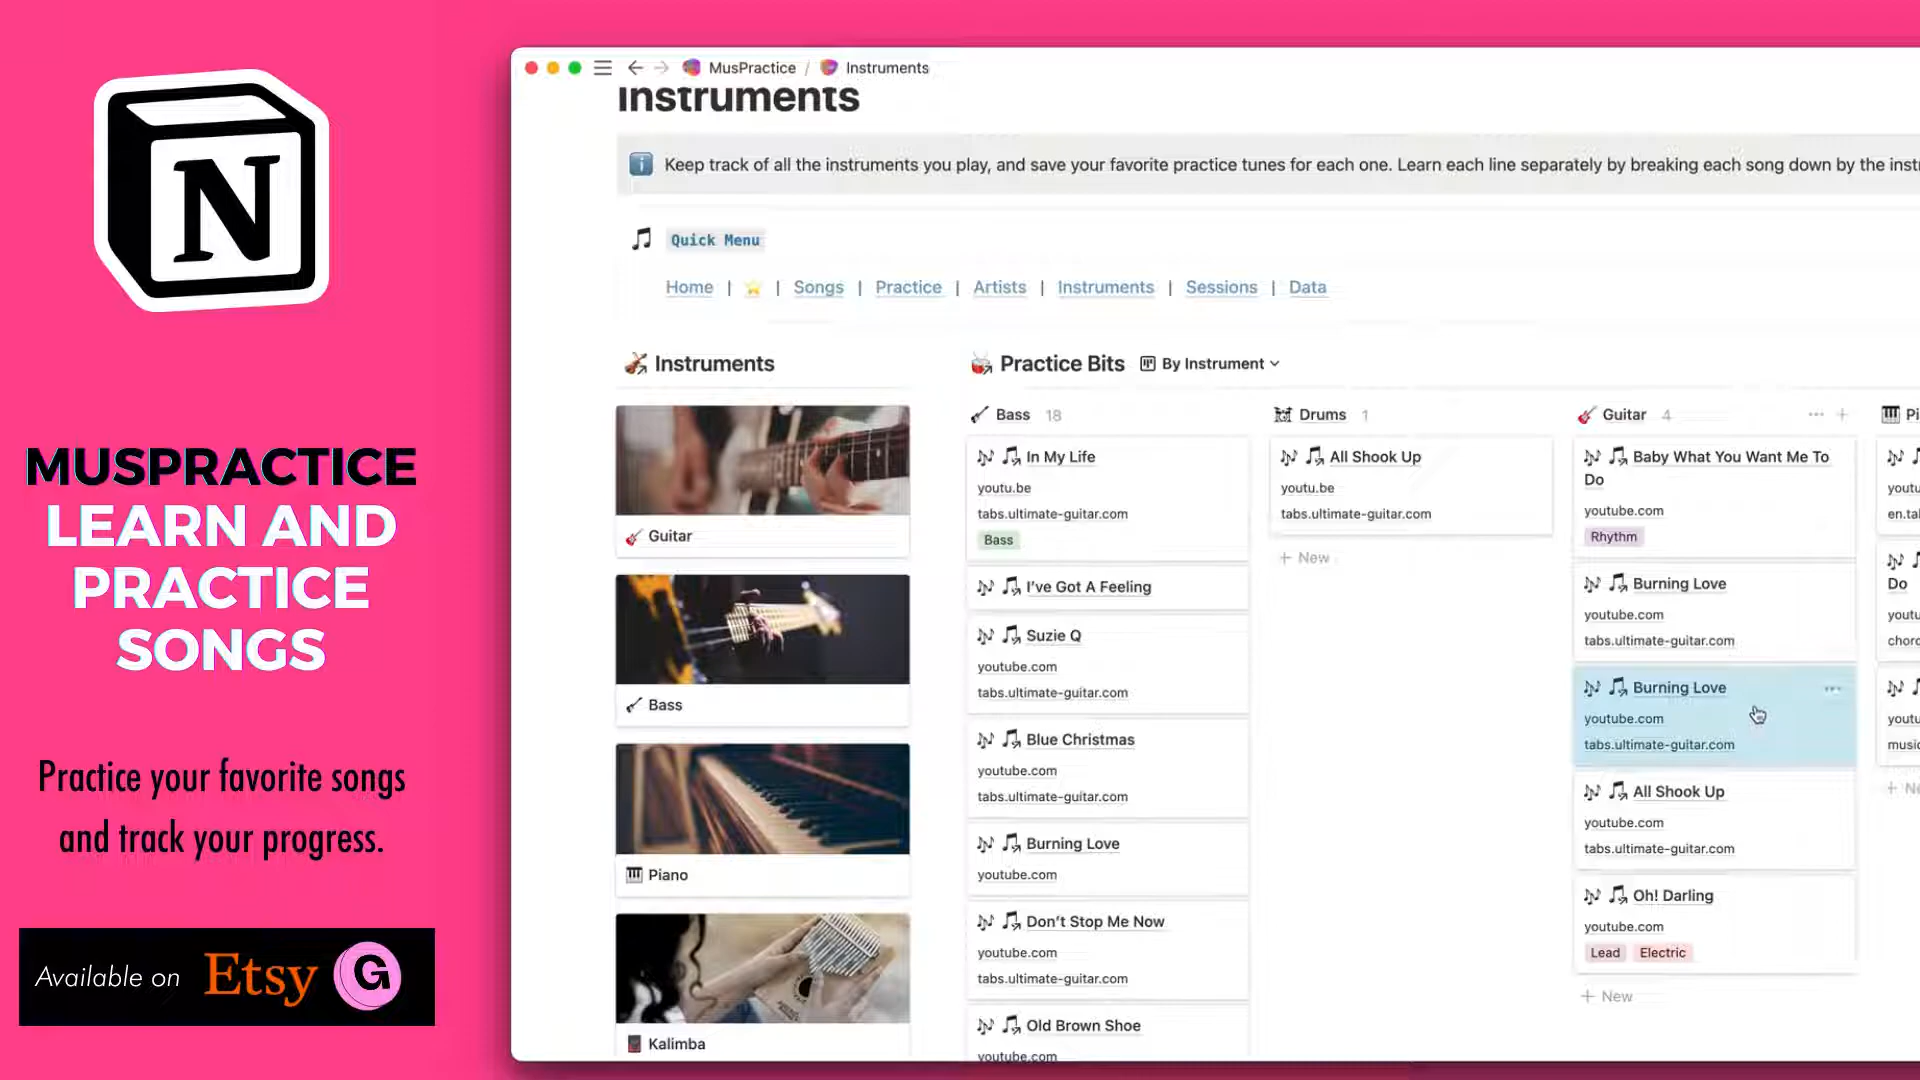 N
MUSPRACTICE
LEARN AND
PRACTICE
SONGS
Practice your favorite songs
and track your progress.
Available on Etsy G
MusPractice / Instruments
Instruments
Keep track of all the instruments you play, and save your favorite practice tunes for each one. Learn each line separately by breaking each song down by the
Quick Menu
Home | ⭐ | Songs | Practice | Artists | Instruments | Sessions | Data
Instruments
Guitar
Bass
Piano
Kalimba
Practice Bits By Instrument
Bass 18
In My Life
youtu.be
tabs.ultimate-guitar.com
Bass
I've Got A Feeling
Suzie Q
youtube.com
tabs.ultimate-guitar.com
Blue Christmas
youtube.com
tabs.ultimate-guitar.com
Burning Love
youtube.com
Don't Stop Me Now
youtube.com
tabs.ultimate-guitar.com
Old Brown Shoe
youtube.com
Drums 1
All Shook Up
youtu.be
tabs.ultimate-guitar.com
+ New
Guitar 4
Baby What You Want Me To
Do
youtube.com
Rhythm
Burning Love
youtube.com
tabs.ultimate-guitar.com
Burning Love
youtube.com
tabs.ultimate-guitar.com
All Shook Up
youtube.com
tabs.ultimate-guitar.com
Oh! Darling
youtube.com
Lead Electric
+ New
Do